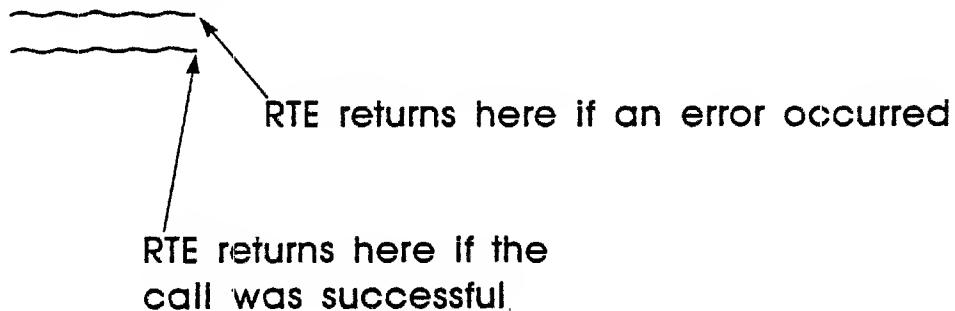 RTE returns here if an error occurred
RTE returns here if the
call was successful